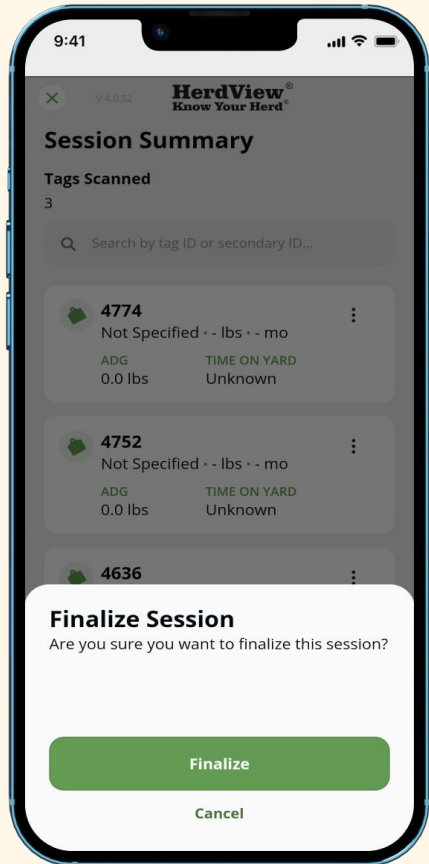 9:41
V 4.0.52
HerdView®
Know Your Herd®
Session Summary
Tags Scanned
3
Search by tag ID or secondary ID...
4774
Not Specified • - lbs • - mo
ADG TIME ON YARD
0.0 lbs Unknown
4752
Not Specified • - lbs • - mo
ADG TIME ON YARD
0.0 lbs Unknown
4636
Finalize Session
Are you sure you want to finalize this session?
Finalize
Cancel